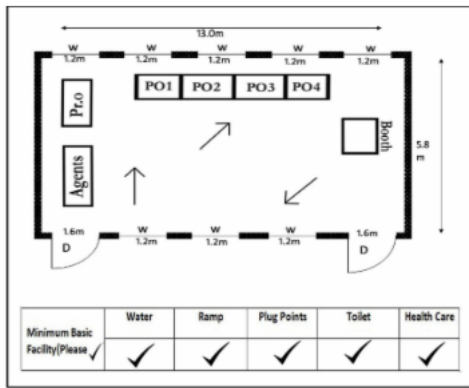 13.0m
W W W W W
1.2m 1.2m 1.2m 1.2m 1.2m
Pr.o
PO1 PO2 PO3 PO4
Booth
5.8
m
Agents
1.6m W W W 1.6m
D 1.2m 1.2m 1.2m D
Minimum Basic
Facility(Please ✓
Water Ramp Plug Points Toilet Health Care
✓ ✓ ✓ ✓ ✓